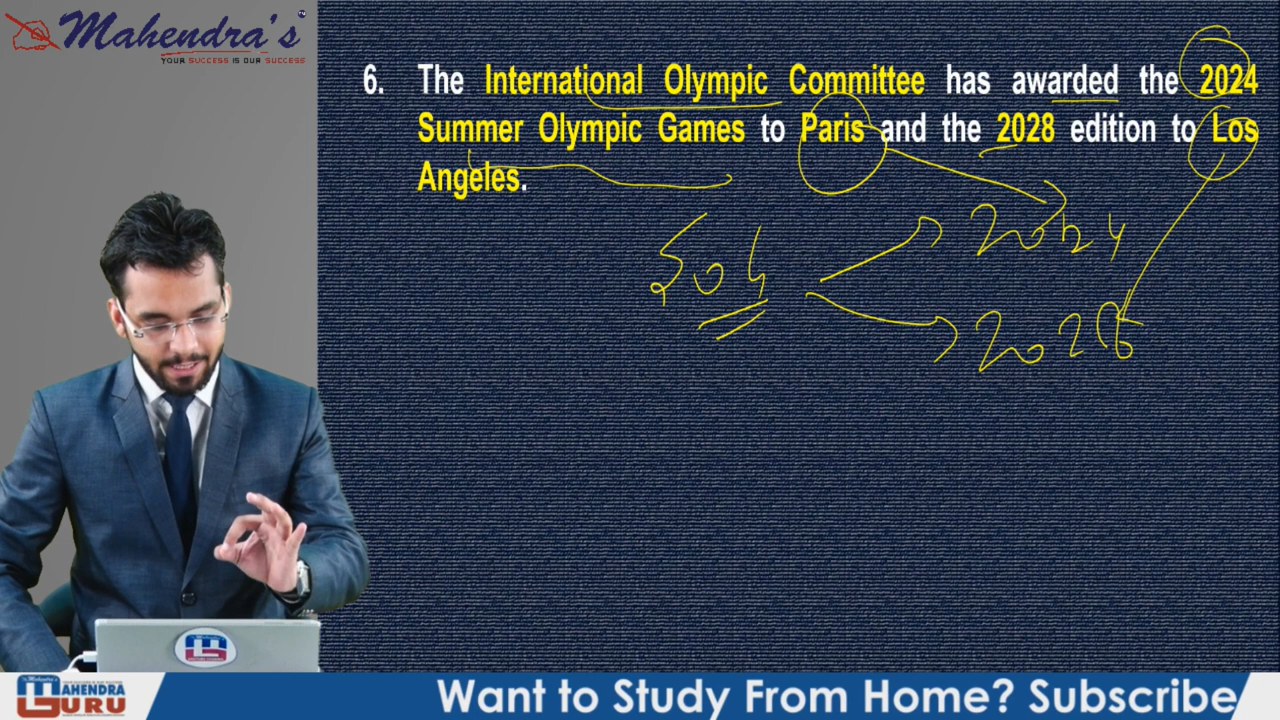 Mahendra's
YOUR SUCCESS IS OUR SUCCESS
6. The International Olympic Committee has awarded the 2024
Summer Olympic Games to Paris and the 2028 edition to Los
Angeles.
2024
2028
MAHENDRA
GURU
Want to Study From Home? Subscribe